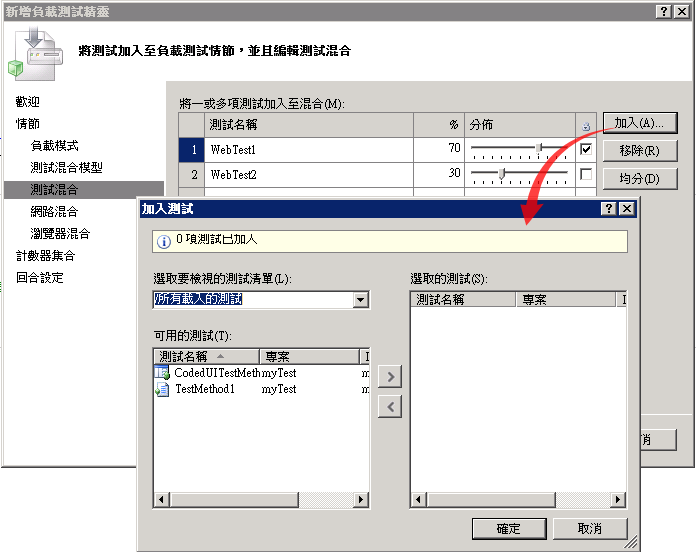 新增負載測試精靈
將測試加入至負載測試情節，並且編輯測試混合
歡迎
情節
負載模式
測試混合模型
測試混合
網路混合
瀏覽器混合
計數器集合
回合設定
將一或多項測試加入至混合(M):
測試名稱 % 分佈
1 WebTest1 70
2 WebTest2 30
加入(A)...
移除(R)
均分(D)
消
加入測試
0 項測試已加入
選取要檢視的測試清單(L):
所有載入的測試
可用的測試(T):
測試名稱 專案 I
CodedUITestMeth myTest m
TestMethod1 myTest m
選取的測試(S):
測試名稱 專案 I
確定 取消